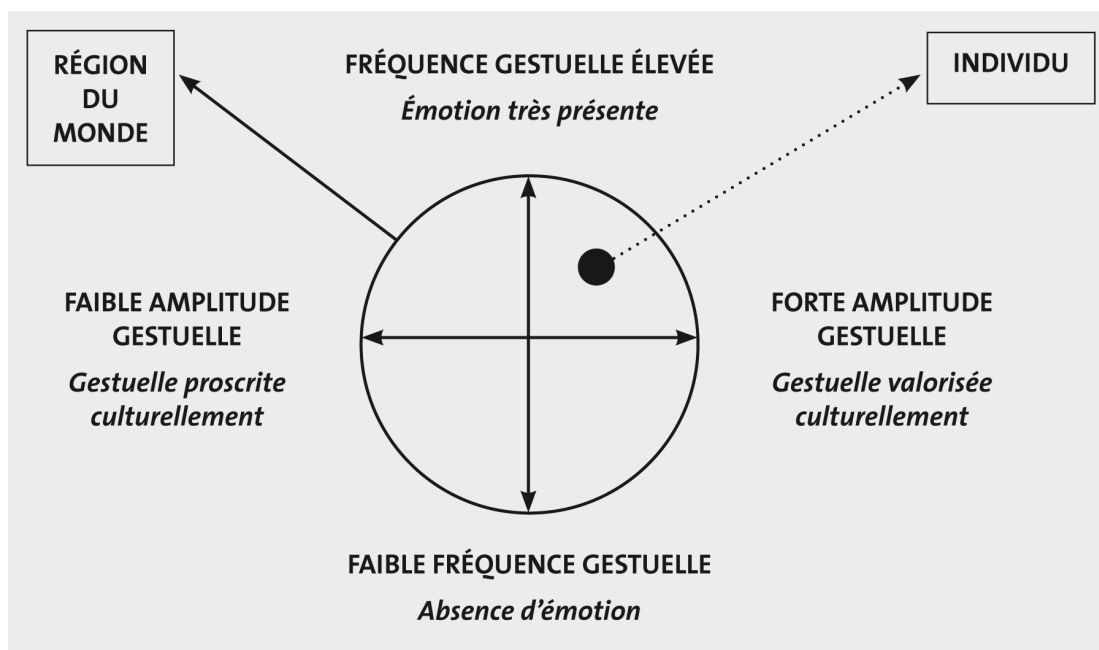 RÉGION
DU
MONDE
FRÉQUENCE GESTUELLE ÉLEVÉE
Émotion très présente
INDIVIDU
FAIBLE AMPLITUDE
GESTUELLE
Gestuelle proscrite
culturellement
FORTE AMPLITUDE
GESTUELLE
Gestuelle valorisée
culturellement
FAIBLE FRÉQUENCE GESTUELLE
Absence d’émotion